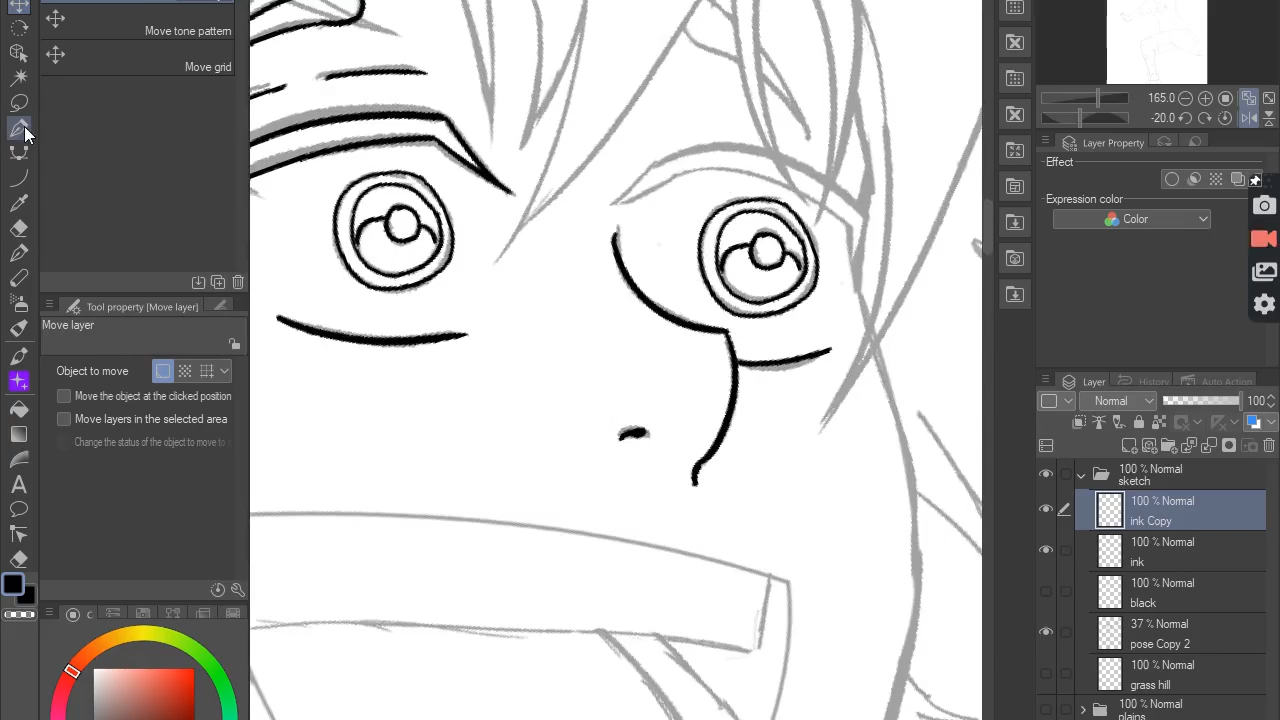 Move tone pattern
Move grid
Tool property [Move layer]
Move layer
Object to move
Move the object at the clicked position
Move layers in the selected area
Change the status of the object to move to
A
c
165.0
-20.0
Layer Property
Effect
Expression color
Color
Layer
History
Auto Action
Normal
100
100 % Normal
sketch
100 % Normal
ink Copy
100 % Normal
ink
100 % Normal
black
37 % Normal
pose Copy 2
100 % Normal
grass hill
100 % Normal
plains